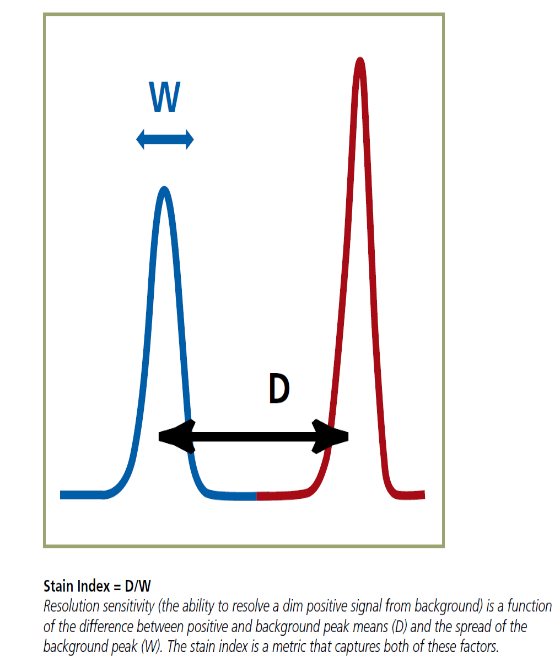 W
D
Stain Index = D/W
Resolution sensitivity (the ability to resolve a dim positive signal from background) is a function
of the difference between positive and background peak means (D) and the spread of the
background peak (W). The stain index is a metric that captures both of these factors.